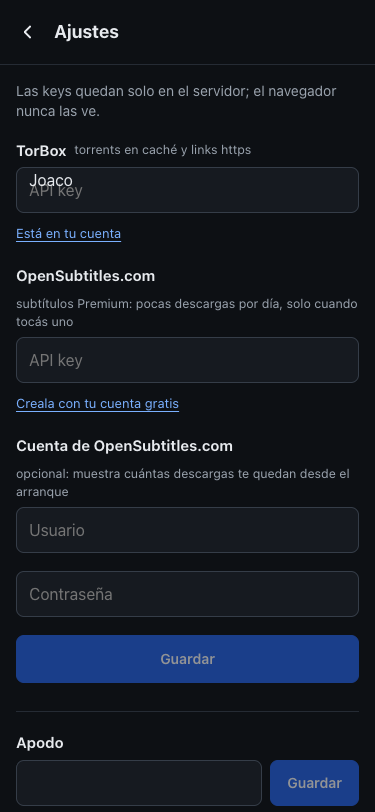 Ajustes
Las keys quedan solo en el servidor; el navegador
nunca las ve.
TorBox torrents en caché y links https
Joaco
API key
Está en tu cuenta
OpenSubtitles.com
subtítulos Premium: pocas descargas por día, solo cuando
tocás uno
API key
Creala con tu cuenta gratis
Cuenta de OpenSubtitles.com
opcional: muestra cuántas descargas te quedan desde el
arranque
Usuario
Contraseña
Guardar
Apodo
Guardar